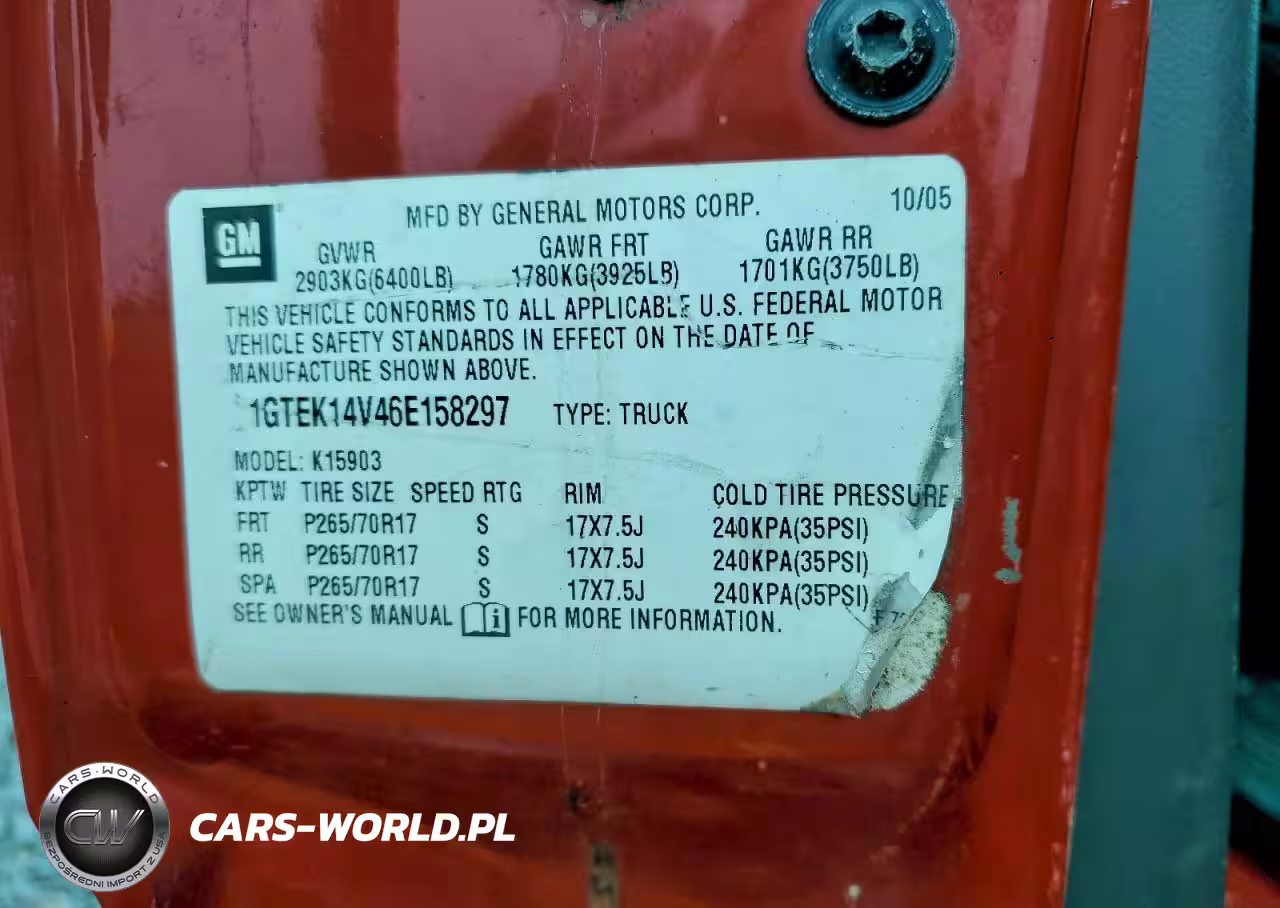 MFD BY GENERAL MOTORS CORP. 10/05
GM
GVWR GAWR FRT GAWR RR
2903KG(6400LB) 1780KG(3925LB) 1701KG(3750LB)
THIS VEHICLE CONFORMS TO ALL APPLICABLE U.S. FEDERAL MOTOR
VEHICLE SAFETY STANDARDS IN EFFECT ON THE DATE OF
MANUFACTURE SHOWN ABOVE.
1GTEK14V46E158297 TYPE: TRUCK
MODEL: K15903
KPTW TIRE SIZE SPEED RTG RIM COLD TIRE PRESSURE
FRT P265/70R17 S 17X7.5J 240KPA(35PSI)
RR P265/70R17 S 17X7.5J 240KPA(35PSI)
SPA P265/70R17 S 17X7.5J 240KPA(35PSI)
SEE OWNER'S MANUAL i FOR MORE INFORMATION.
CARS-WORLD
CW
BEZPOŚREDNI IMPORT Z USA
CARS-WORLD.PL